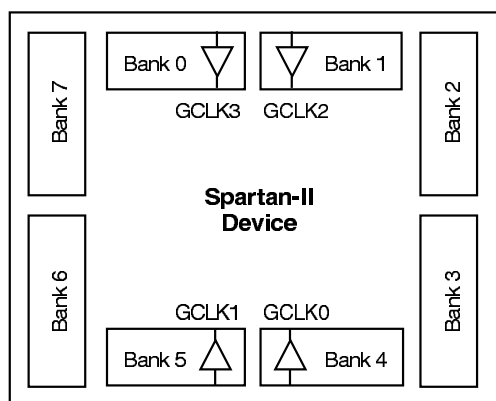 Bank 0
Bank 1
GCLK3
GCLK2
Bank 7
Bank 2
Spartan-II
Device
Bank 6
Bank 3
GCLK1
GCLK0
Bank 5
Bank 4